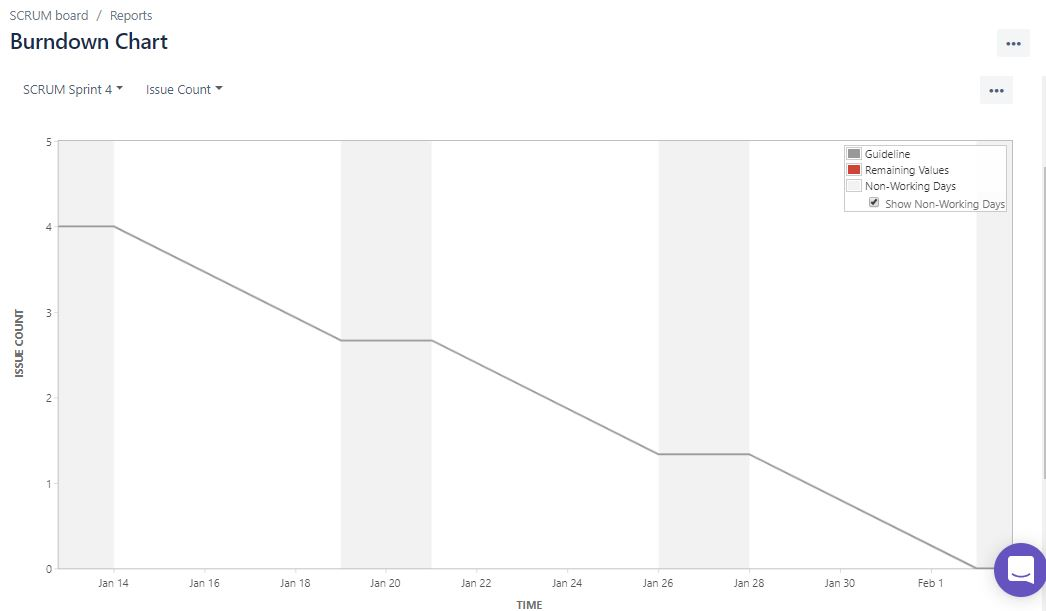 SCRUM board / Reports
Burndown Chart
SCRUM Sprint 4 Issue Count
5
Guideline
Remaining Values
Non-Working Days
Show Non-Working Days
4
3
ISSUE COUNT
2
1
0
Jan 14 Jan 16 Jan 18 Jan 20 Jan 22 Jan 24 Jan 26 Jan 28 Jan 30 Feb 1
TIME